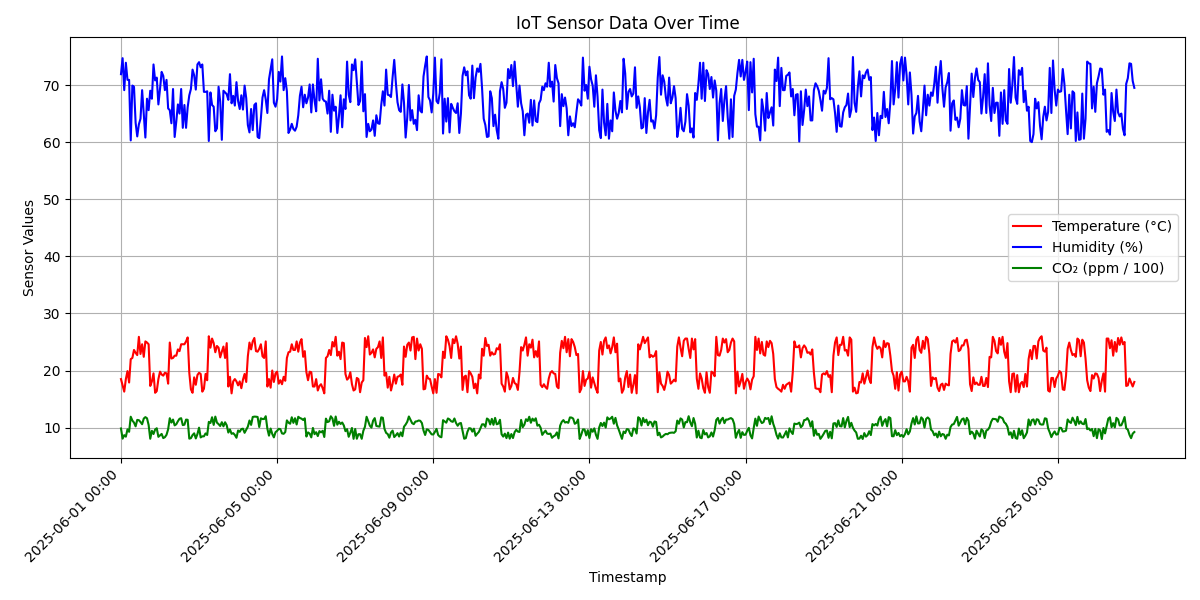 IoT Sensor Data Over Time
Sensor Values
70
60
50
40
30
20
10
Temperature (°C)
Humidity (%)
CO₂ (ppm / 100)
2025-06-01 00:00
2025-06-05 00:00
2025-06-09 00:00
2025-06-13 00:00
2025-06-17 00:00
2025-06-21 00:00
2025-06-25 00:00
Timestamp